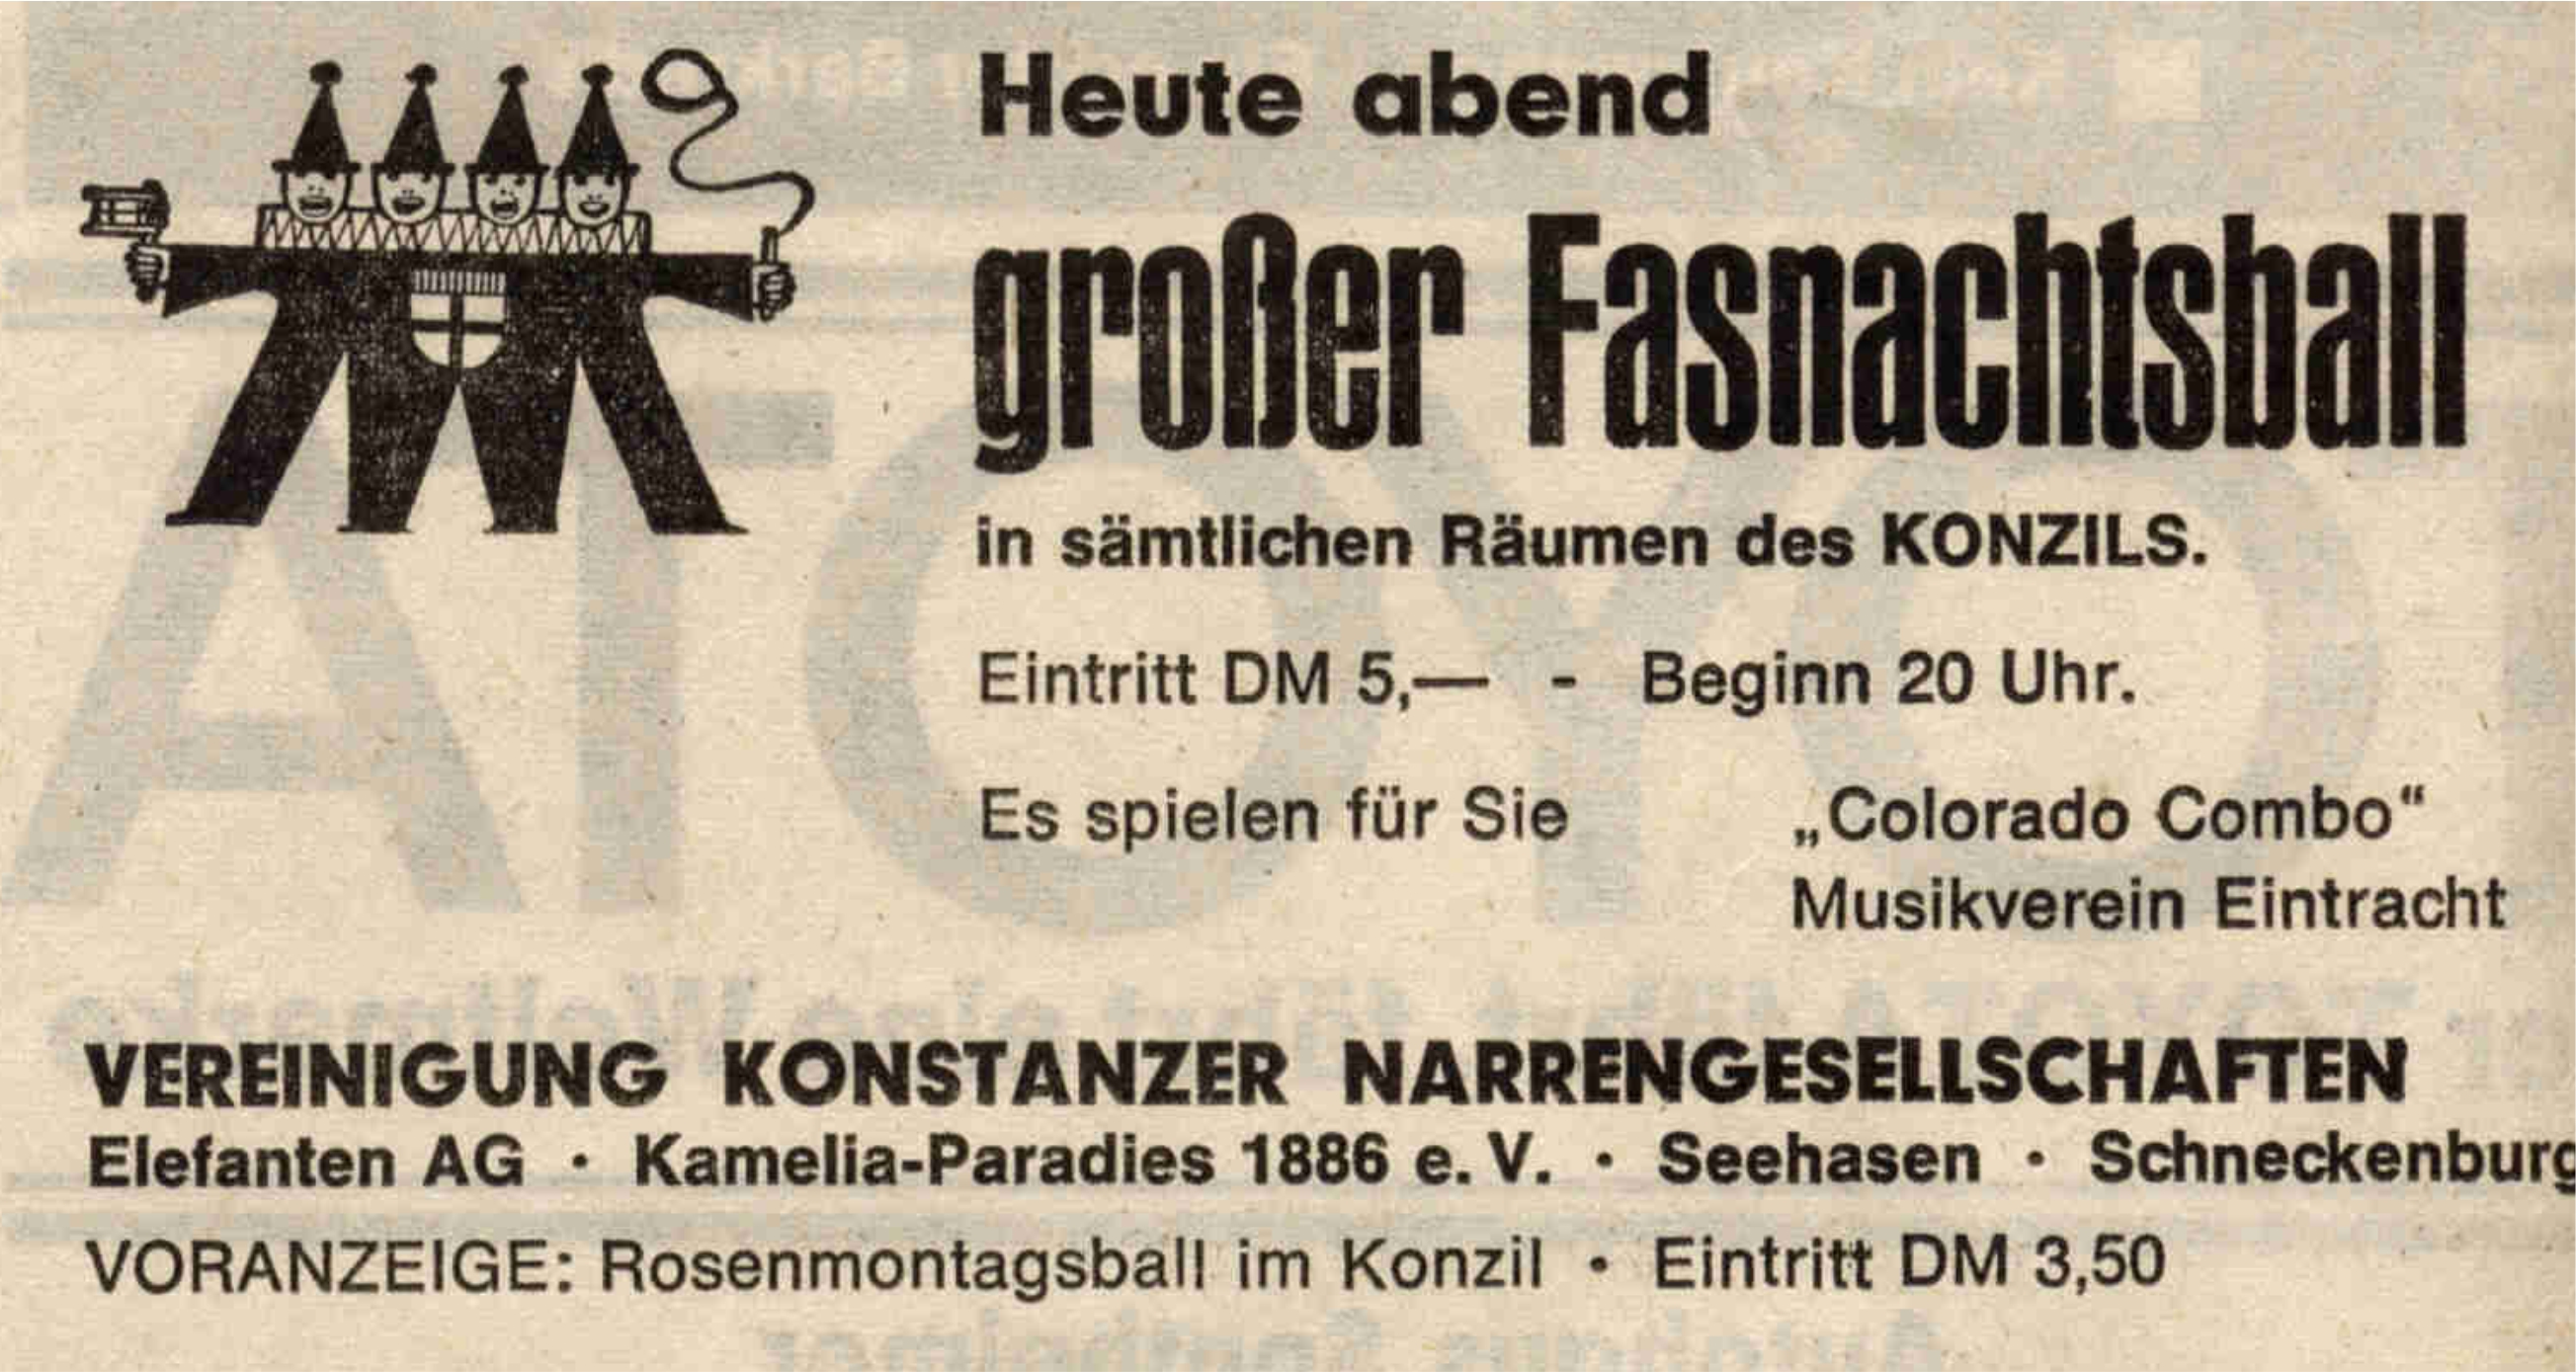 Heute abend
großer Fasnachtsball
in sämtlichen Räumen des KONZILS.
Eintritt DM 5,— - Beginn 20 Uhr.
Es spielen für Sie „Colorado Combo“
Musikverein Eintracht
VEREINIGUNG KONSTANZER NARRENGESELLSCHAFTEN
Elefanten AG · Kamelia-Paradies 1886 e. V. · Seehasen · Schneckenburg
VORANZEIGE: Rosenmontagsball im Konzil · Eintritt DM 3,50